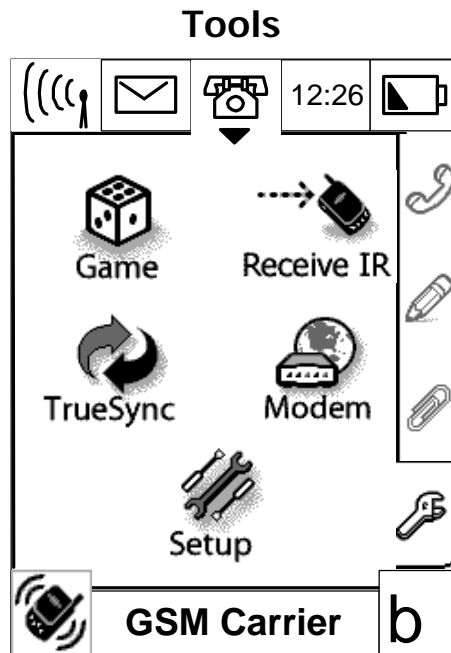 Tools
12:26
Game
Receive IR
TrueSync
Modem
Setup
GSM Carrier
b